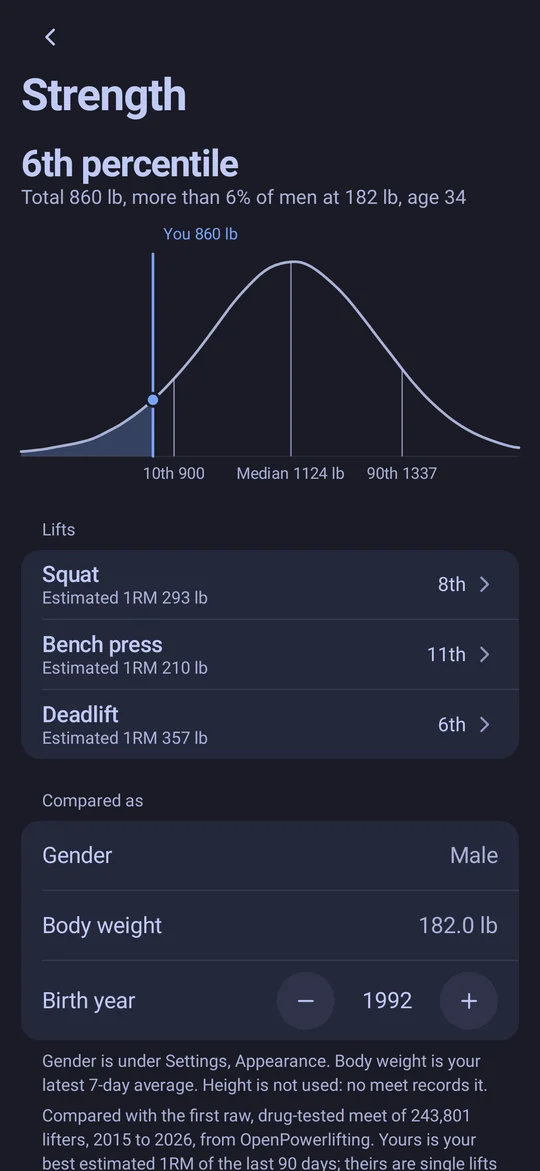 Strength
6th percentile
Total 860 lb, more than 6% of men at 182 lb, age 34
You 860 lb
10th 900 Median 1124 lb 90th 1337
Lifts
Squat
8th
Estimated 1RM 293 lb
Bench press
11th
Estimated 1RM 210 lb
Deadlift
6th
Estimated 1RM 357 lb
Compared as
Gender Male
Body weight 182.0 lb
Birth year − 1992 +
Gender is under Settings, Appearance. Body weight is your
latest 7-day average. Height is not used: no meet records it.
Compared with the first raw, drug-tested meet of 243,801
lifters, 2015 to 2026, from OpenPowerlifting. Yours is your
best estimated 1RM of the last 90 days; theirs are single lifts